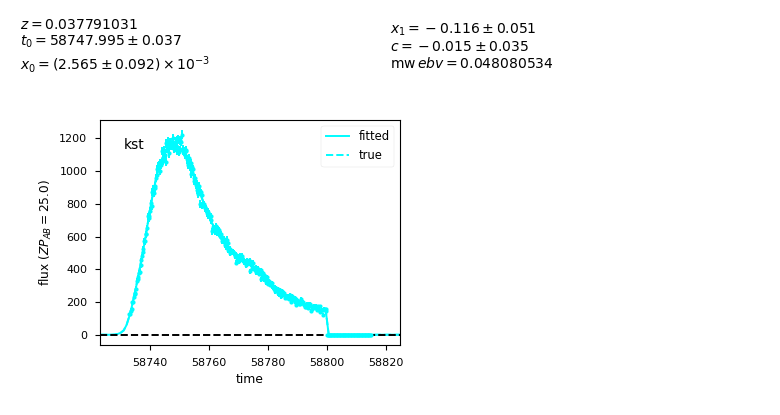 z = 0.037791031
t₀ = 58747.995 ± 0.037
x₀ = (2.565 ± 0.092) × 10⁻³
x₁ = −0.116 ± 0.051
c = −0.015 ± 0.035
mw ebv = 0.048080534
kst
fitted
true
1200
1000
800
600
400
200
0
flux (ZP_AB = 25.0)
58740 58760 58780 58800 58820
time